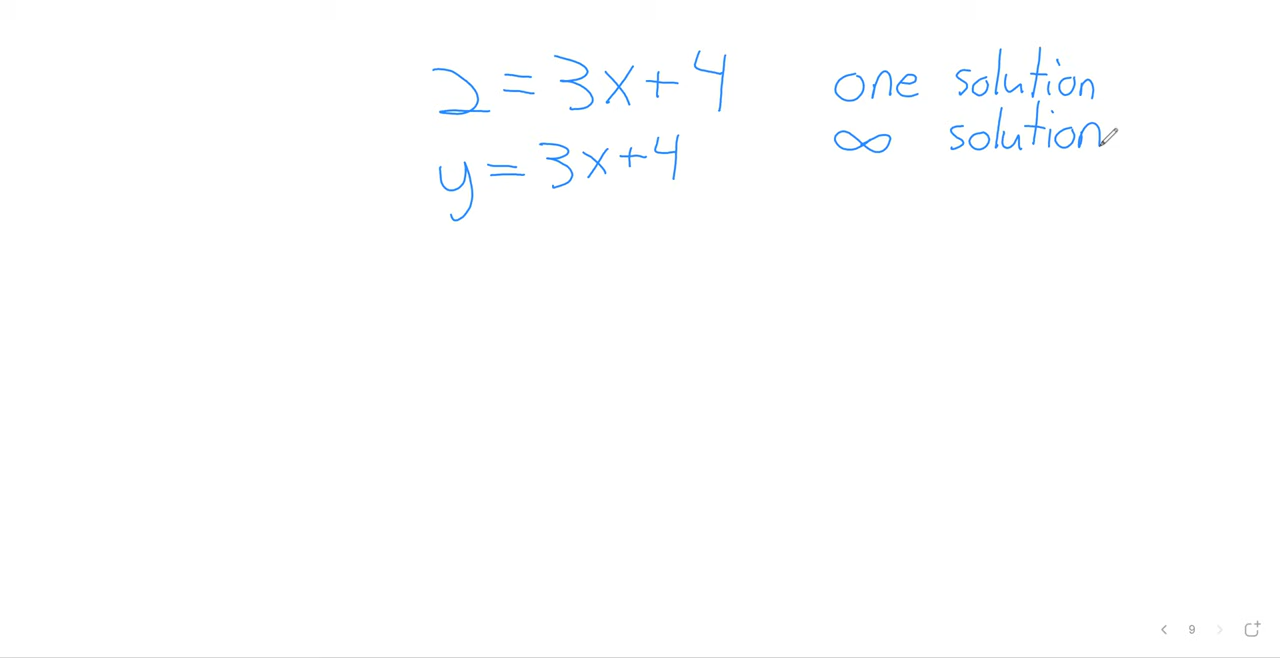 2 = 3x + 4 one solution
y = 3x + 4 ∞ solution
9